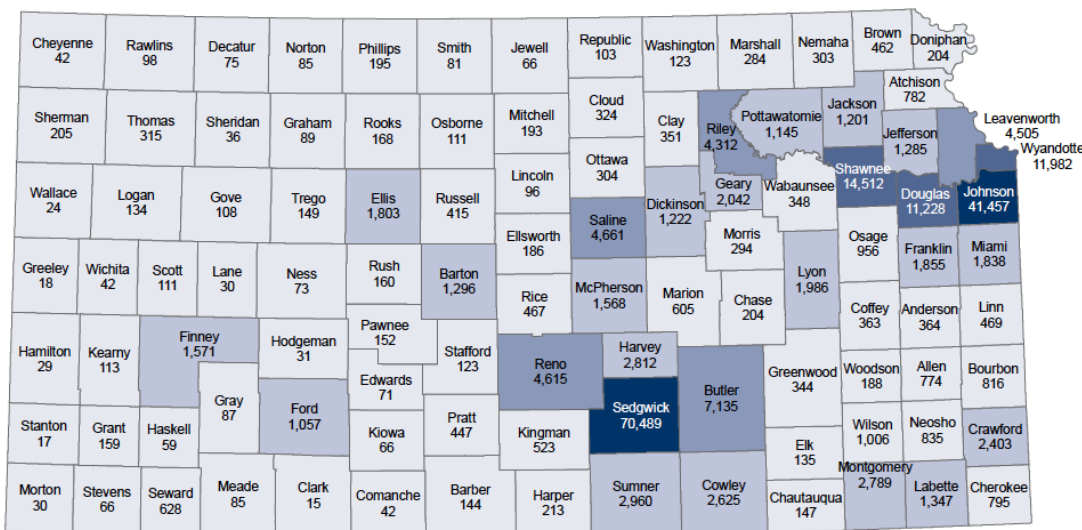 Cheyenne
42
Rawlins
98
Decatur
75
Norton
85
Phillips
195
Smith
81
Jewell
66
Republic
103
Washington
123
Marshall
284
Nemaha
303
Brown
462
Doniphan
204
Atchison
782
Sherman
205
Thomas
315
Sheridan
36
Graham
89
Rooks
168
Osborne
111
Mitchell
193
Cloud
324
Clay
351
Riley
4,312
Pottawatomie
1,145
Jackson
1,201
Jefferson
1,285
Leavenworth
4,505
Wyandotte
11,982
Wallace
24
Logan
134
Gove
108
Trego
149
Ellis
1,803
Russell
415
Lincoln
96
Ottawa
304
Saline
4,661
Dickinson
1,222
Geary
2,042
Wabaunsee
348
Shawnee
14,512
Douglas
11,228
Johnson
41,457
Greeley
18
Wichita
42
Scott
111
Lane
30
Ness
73
Rush
160
Barton
1,296
Ellsworth
186
Rice
467
McPherson
1,568
Marion
605
Morris
294
Chase
204
Lyon
1,986
Osage
956
Franklin
1,855
Miami
1,838
Coffey
363
Anderson
364
Linn
469
Hamilton
29
Kearny
113
Finney
1,571
Hodgeman
31
Pawnee
152
Stafford
123
Edwards
71
Reno
4,615
Harvey
2,812
Sedgwick
70,489
Butler
7,135
Greenwood
344
Woodson
188
Allen
774
Bourbon
816
Stanton
17
Grant
159
Haskell
59
Gray
87
Ford
1,057
Kiowa
66
Pratt
447
Kingman
523
Elk
135
Wilson
1,006
Neosho
835
Crawford
2,403
Morton
30
Stevens
66
Seward
628
Meade
85
Clark
15
Comanche
42
Barber
144
Harper
213
Sumner
2,960
Cowley
2,625
Chautauqua
147
Montgomery
2,789
Labette
1,347
Cherokee
795